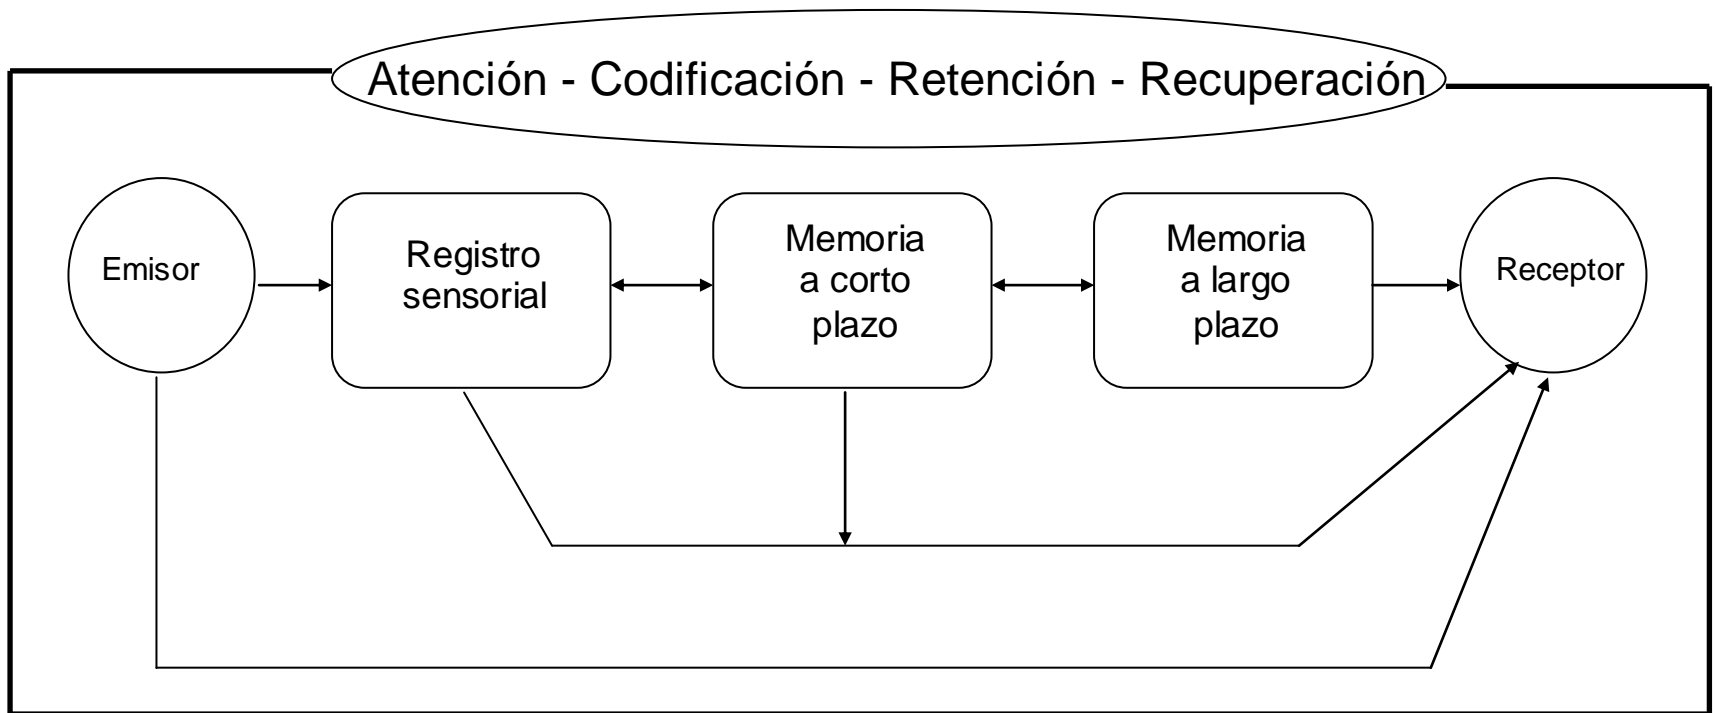 Atención - Codificación - Retención - Recuperación
Emisor
Registro
sensorial
Memoria
a corto
plazo
Memoria
a largo
plazo
Receptor